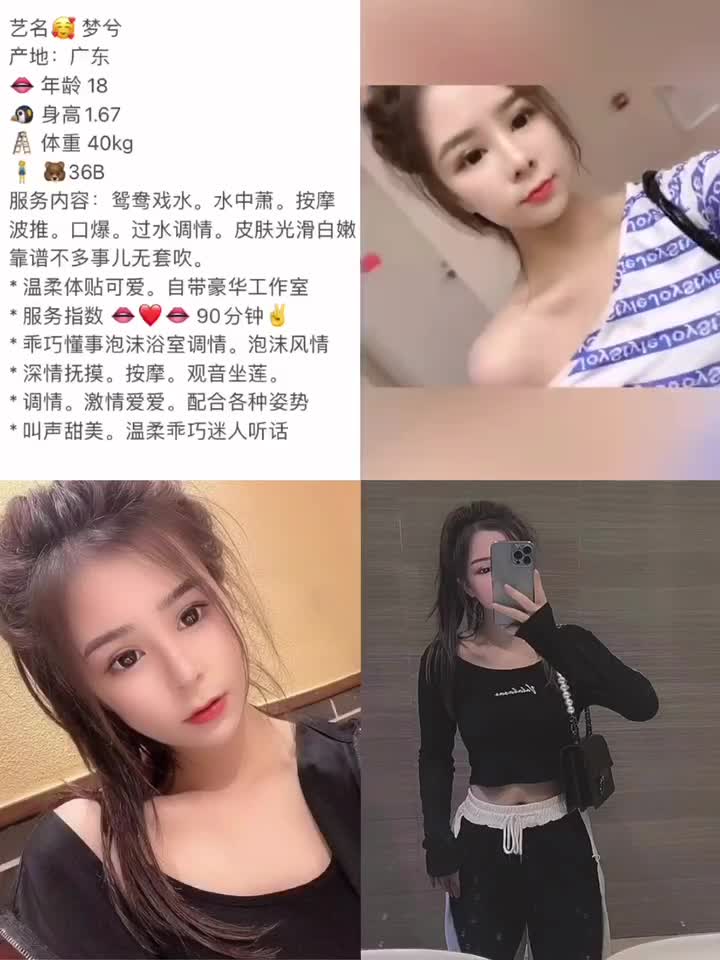 艺名🥰 梦兮
产地：广东
👄 年龄 18
🐧 身高1.67
🪜 体重 40kg
🧍‍♀️ 🐻36B
服务内容：鸳鸯戏水。水中萧。按摩
波推。口爆。过水调情。皮肤光滑白嫩
靠谱不多事儿无套吹。
* 温柔体贴可爱。自带豪华工作室
* 服务指数 👄❤️👄 90分钟✌️
* 乖巧懂事泡沫浴室调情。泡沫风情
* 深情抚摸。按摩。观音坐莲。
* 调情。激情爱爱。配合各种姿势
* 叫声甜美。温柔乖巧迷人听话